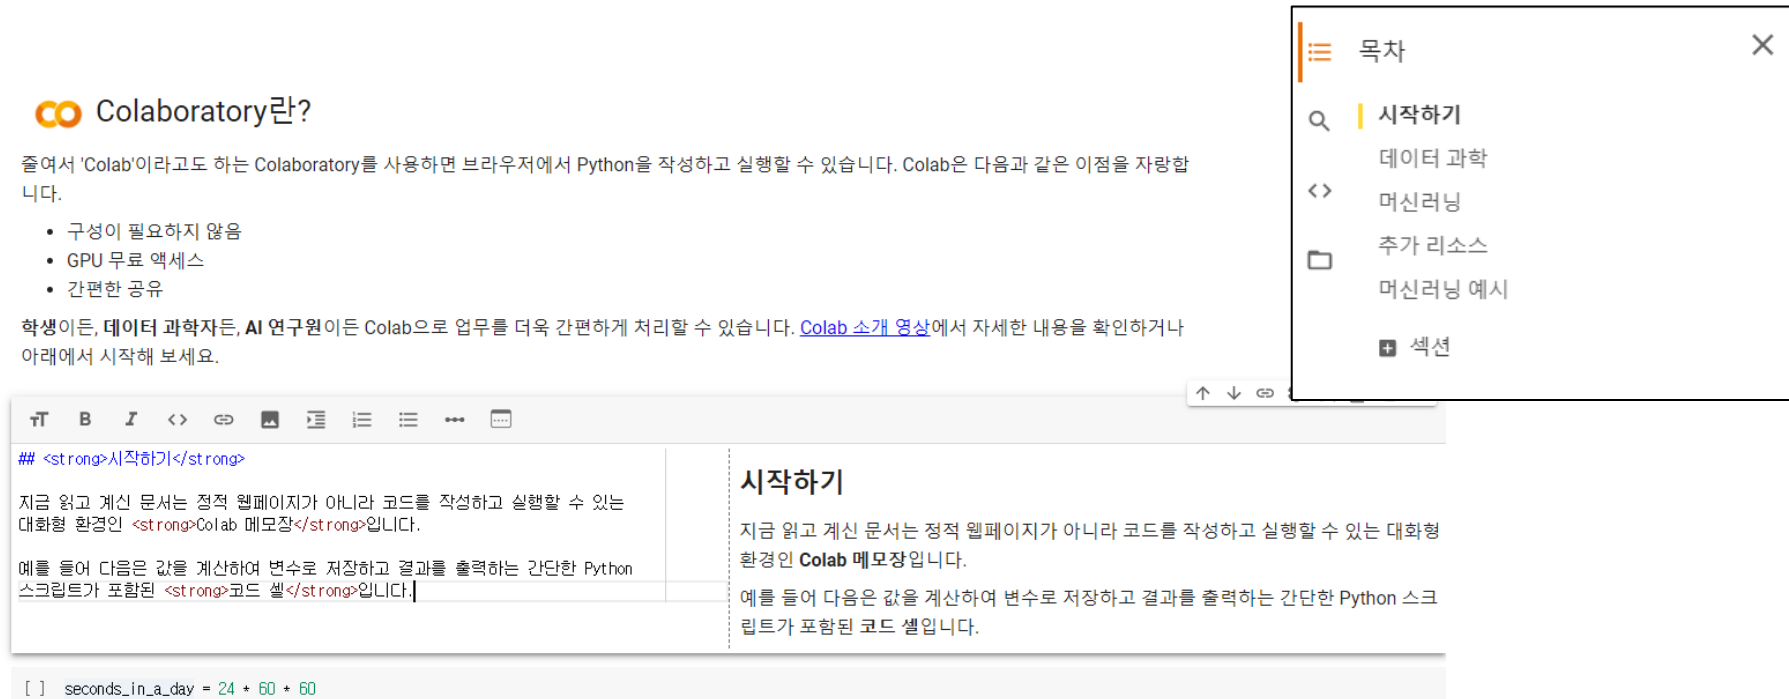 Colaboratory란?
줄여서 'Colab'이라고도 하는 Colaboratory를 사용하면 브라우저에서 Python을 작성하고 실행할 수 있습니다. Colab은 다음과 같은 이점을 자랑합
니다.
• 구성이 필요하지 않음
• GPU 무료 액세스
• 간편한 공유
학생이든, 데이터 과학자든, AI 연구원이든 Colab으로 업무를 더욱 간편하게 처리할 수 있습니다. Colab 소개 영상에서 자세한 내용을 확인하거나
아래에서 시작해 보세요.
목차
시작하기
데이터 과학
머신러닝
추가 리소스
머신러닝 예시
섹션
## <strong>시작하기</strong>
지금 읽고 계신 문서는 정적 웹페이지가 아니라 코드를 작성하고 실행할 수 있는
대화형 환경인 <strong>Colab 메모장</strong>입니다.
예를 들어 다음은 값을 계산하여 변수로 저장하고 결과를 출력하는 간단한 Python
스크립트가 포함된 <strong>코드 셀</strong>입니다.
시작하기
지금 읽고 계신 문서는 정적 웹페이지가 아니라 코드를 작성하고 실행할 수 있는 대화형
환경인 Colab 메모장입니다.
예를 들어 다음은 값을 계산하여 변수로 저장하고 결과를 출력하는 간단한 Python 스크
립트가 포함된 코드 셀입니다.
[ ] seconds_in_a_day = 24 * 60 * 60